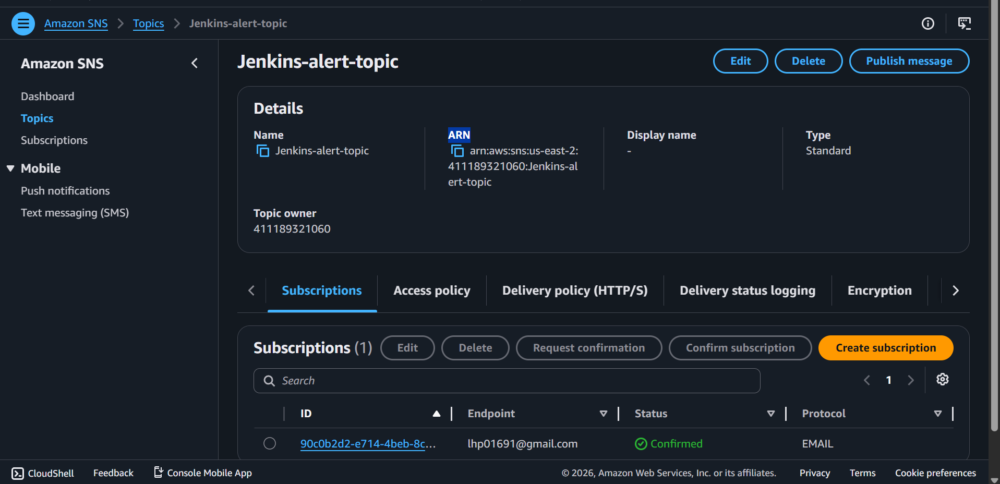 Amazon SNS > Topics > Jenkins-alert-topic
Amazon SNS
Dashboard
Topics
Subscriptions
Mobile
Push notifications
Text messaging (SMS)
Jenkins-alert-topic
Edit Delete Publish message
Details
Name
Jenkins-alert-topic
ARN
arn:aws:sns:us-east-2:
411189321060:Jenkins-al
ert-topic
Display name
-
Type
Standard
Topic owner
411189321060
Subscriptions Access policy Delivery policy (HTTP/S) Delivery status logging Encryption
Subscriptions (1) Edit Delete Request confirmation Confirm subscription Create subscription
Search
1
ID Endpoint Status Protocol
90c0b2d2-e714-4beb-8c... lhp01691@gmail.com Confirmed EMAIL
CloudShell Feedback Console Mobile App © 2026, Amazon Web Services, Inc. or its affiliates. Privacy Terms Cookie preferences